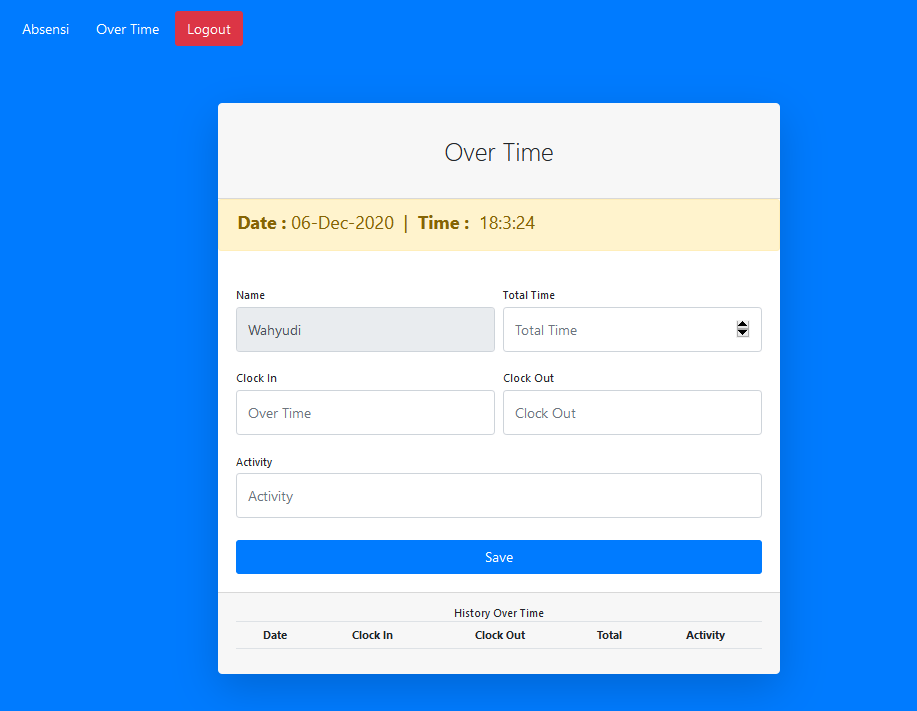 Absensi Over Time Logout
Over Time
Date : 06-Dec-2020 | Time : 18:3:24
Name Total Time
Wahyudi Total Time
Clock In Clock Out
Over Time Clock Out
Activity
Activity
Save
History Over Time
Date Clock In Clock Out Total Activity